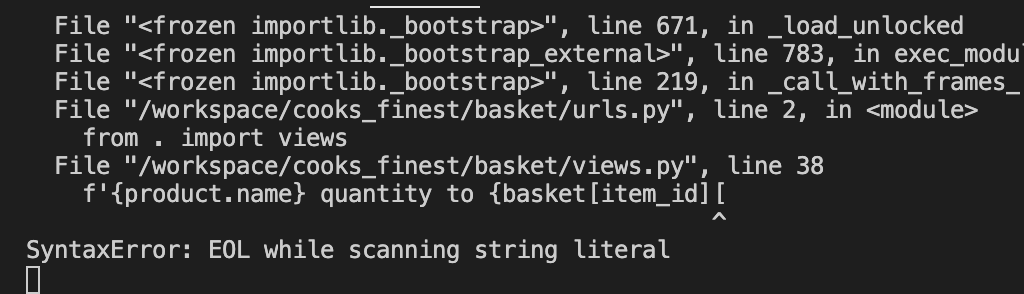 File "<frozen importlib._bootstrap>", line 671, in _load_unlocked
File "<frozen importlib._bootstrap_external>", line 783, in exec_modu
File "<frozen importlib._bootstrap>", line 219, in _call_with_frames_
File "/workspace/cooks_finest/basket/urls.py", line 2, in <module>
from . import views
File "/workspace/cooks_finest/basket/views.py", line 38
f'{product.name} quantity to {basket[item_id][
^
SyntaxError: EOL while scanning string literal